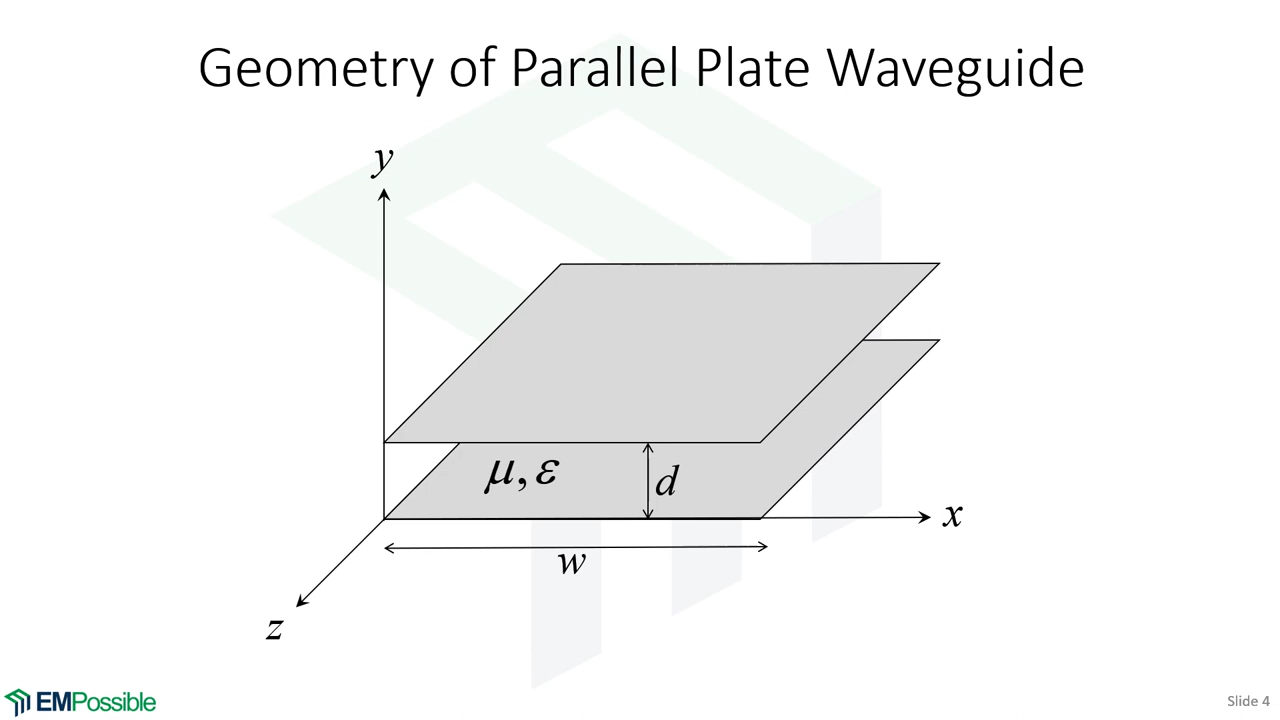 Geometry of Parallel Plate Waveguide
y
μ, ε
d
x
w
z
EMPossible
Slide 4